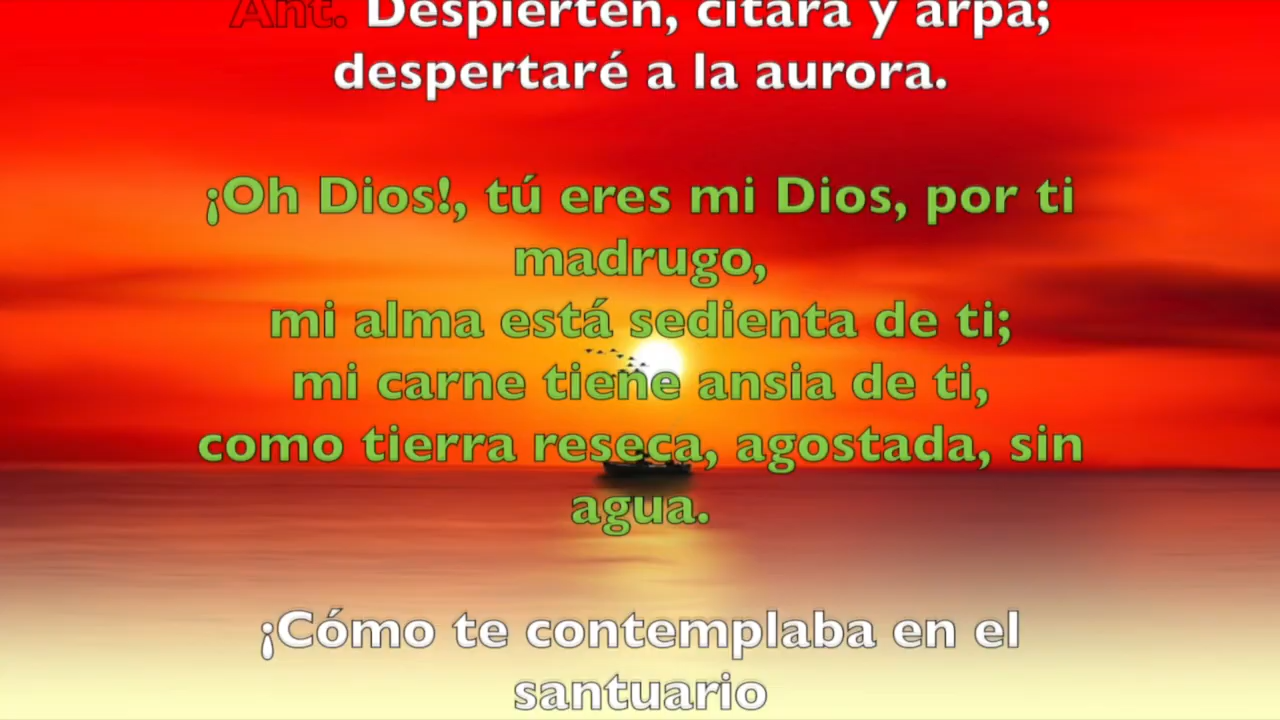 Ant. Despierten, cítara y arpa;
despertaré a la aurora.
¡Oh Dios!, tú eres mi Dios, por ti
madrugo,
mi alma está sedienta de ti;
mi carne tiene ansia de ti,
como tierra reseca, agostada, sin
agua.
¡Cómo te contemplaba en el
santuario